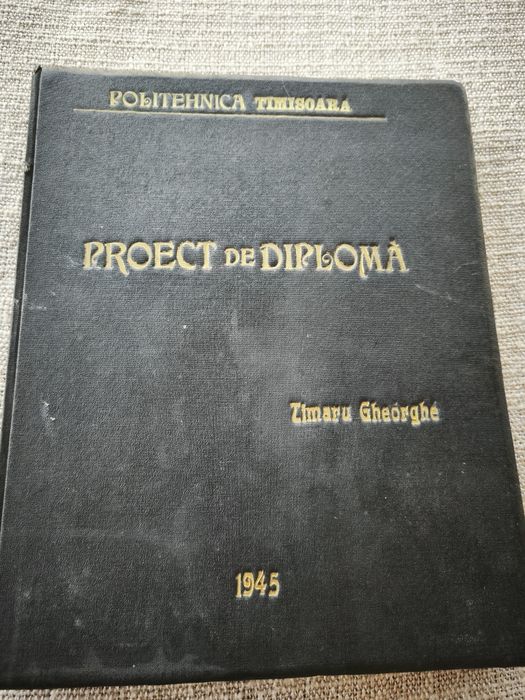 POLITEHNICA TIMISOARA
PROECT DE DIPLOMĂ
Timaru Gheorghe
1945